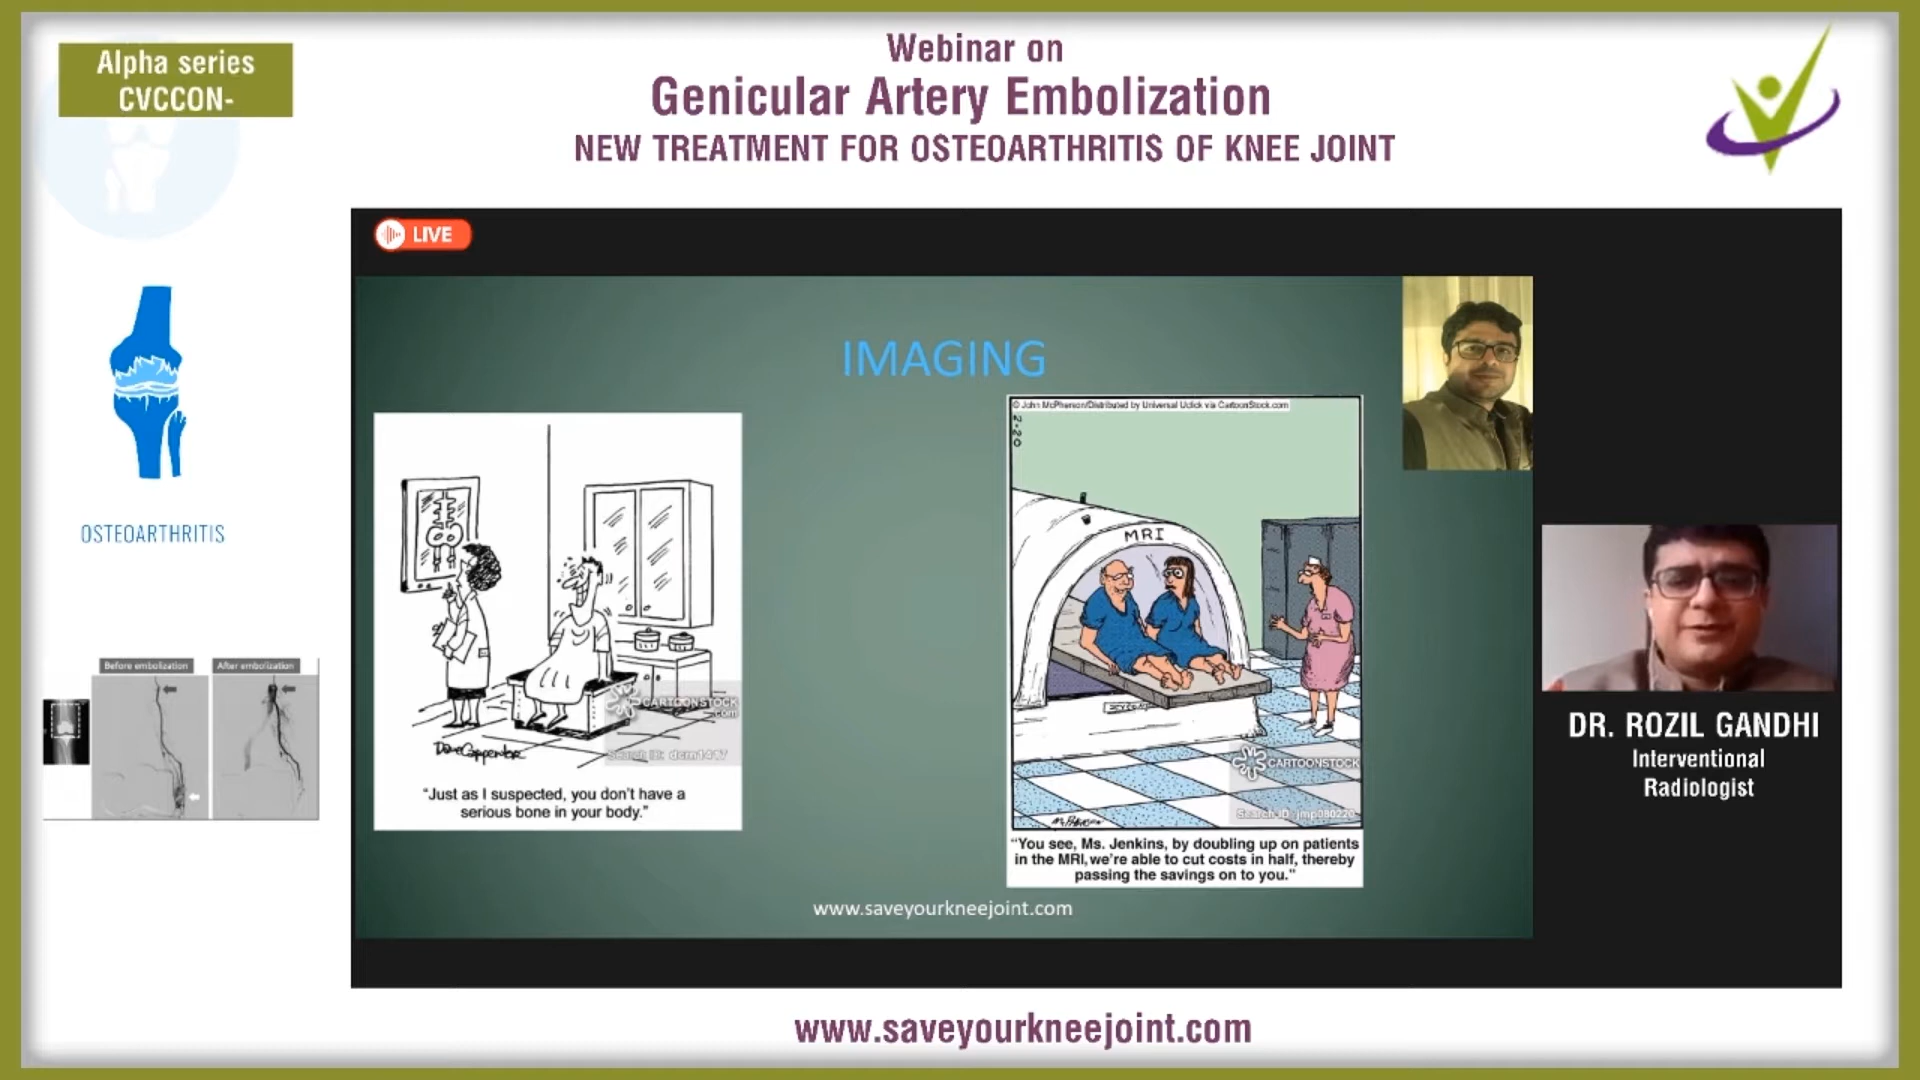 Alpha series
CVCCON-
Webinar on
Genicular Artery Embolization
NEW TREATMENT FOR OSTEOARTHRITIS OF KNEE JOINT
LIVE
IMAGING
OSTEOARTHRITIS
Before embolization
After embolization
CARTOONSTOCK
.com
Search ID: dcrn1417
"Just as I suspected, you don't have a
serious bone in your body."
© John McPherson/Distributed by Universal Uclick via CartoonStock.com
2-20
MRI
CARTOONSTOCK
Search ID: jmp080220
McPherson
"You see, Ms. Jenkins, by doubling up on patients
in the MRI, we're able to cut costs in half, thereby
passing the savings on to you."
www.saveyourkneejoint.com
DR. ROZIL GANDHI
Interventional
Radiologist
www.saveyourkneejoint.com